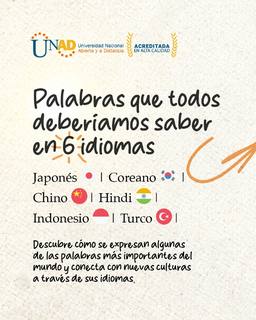 UNAD
Universidad Nacional
Abierta y a Distancia
ACREDITADA
EN ALTA CALIDAD
Palabras que todos
deberíamos saber
en 6 idiomas
Japonés | Coreano |
Chino | Hindi |
Indonesio | Turco |
Descubre cómo se expresan algunas
de las palabras más importantes del
mundo y conecta con nuevas culturas
a través de sus idiomas.